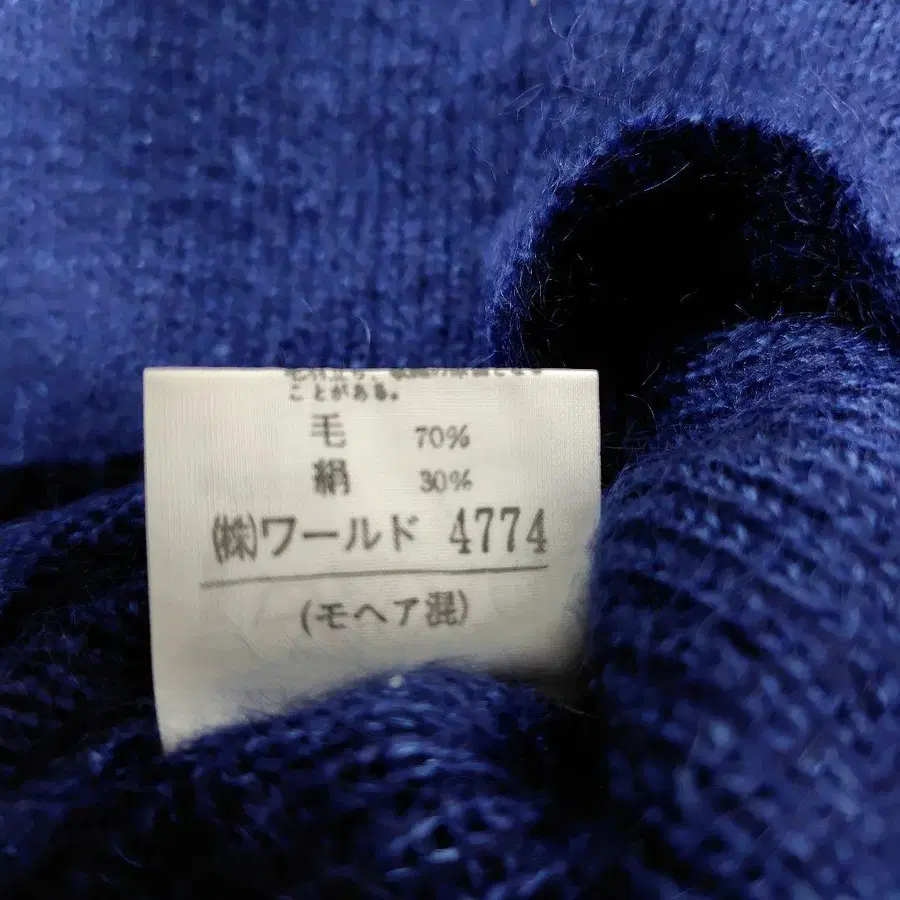 ことがある。
毛 70%
絹 30%
㈱ワールド 4774
(モヘア混)